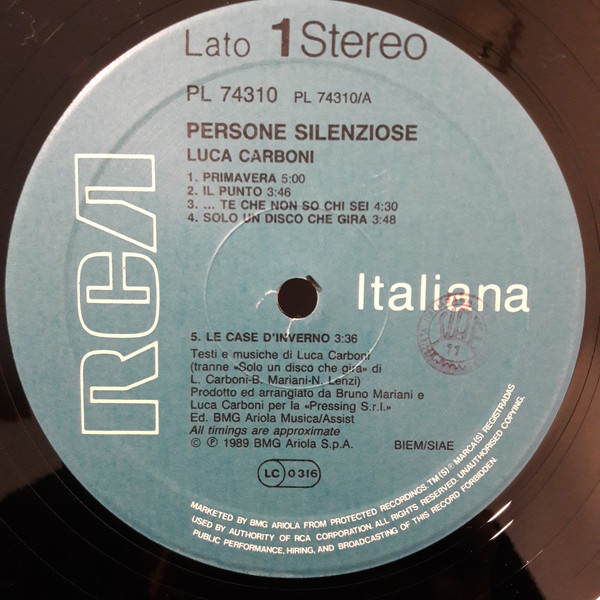 Lato 1 Stereo
PL 74310 PL 74310/A
PERSONE SILENZIOSE
LUCA CARBONI
1. PRIMAVERA 5:00
2. IL PUNTO 3:46
3. ... TE CHE NON SO CHI SEI 4:30
4. SOLO UN DISCO CHE GIRA 3:48
RCA
Italiana
5. LE CASE D'INVERNO 3:36
Testi e musiche di Luca Carboni
(tranne «Solo un disco che gira» di
L. Carboni-B. Mariani-N. Lenzi)
Prodotto ed arrangiato da Bruno Mariani e
Luca Carboni per la «Pressing S.r.l.»
Ed. BMG Ariola Musica/Assist
All timings are approximate
© ℗ 1989 BMG Ariola S.p.A. BIEM/SIAE
LC 0316
MARKETED BY BMG ARIOLA FROM PROTECTED RECORDINGS. TM(S) ® MARCA(S) REGISTRADAS
USED BY AUTHORITY OF RCA CORPORATION. ALL RIGHTS RESERVED. UNAUTHORISED COPYING,
PUBLIC PERFORMANCE, HIRING, AND BROADCASTING OF THIS RECORD FORBIDDEN.